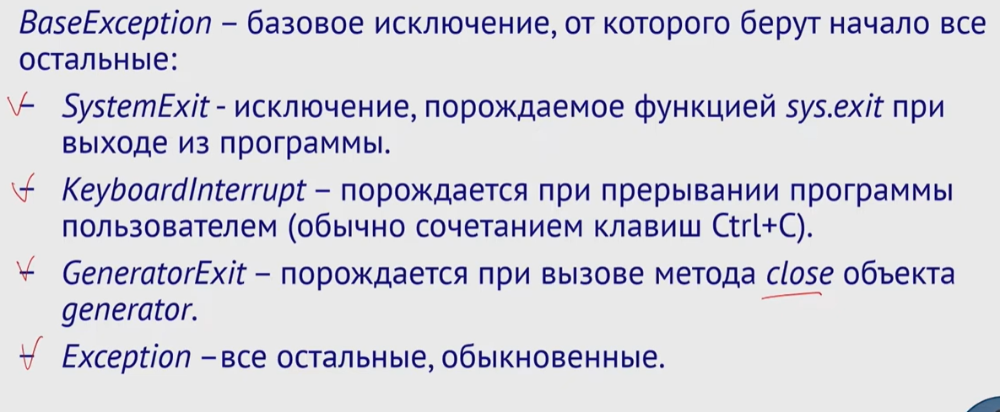 BaseException – базовое исключение, от которого берут начало все
остальные:
– SystemExit - исключение, порождаемое функцией sys.exit при
выходе из программы.
– KeyboardInterrupt – порождается при прерывании программы
пользователем (обычно сочетанием клавиш Ctrl+C).
– GeneratorExit – порождается при вызове метода close объекта
generator.
– Exception –все остальные, обыкновенные.